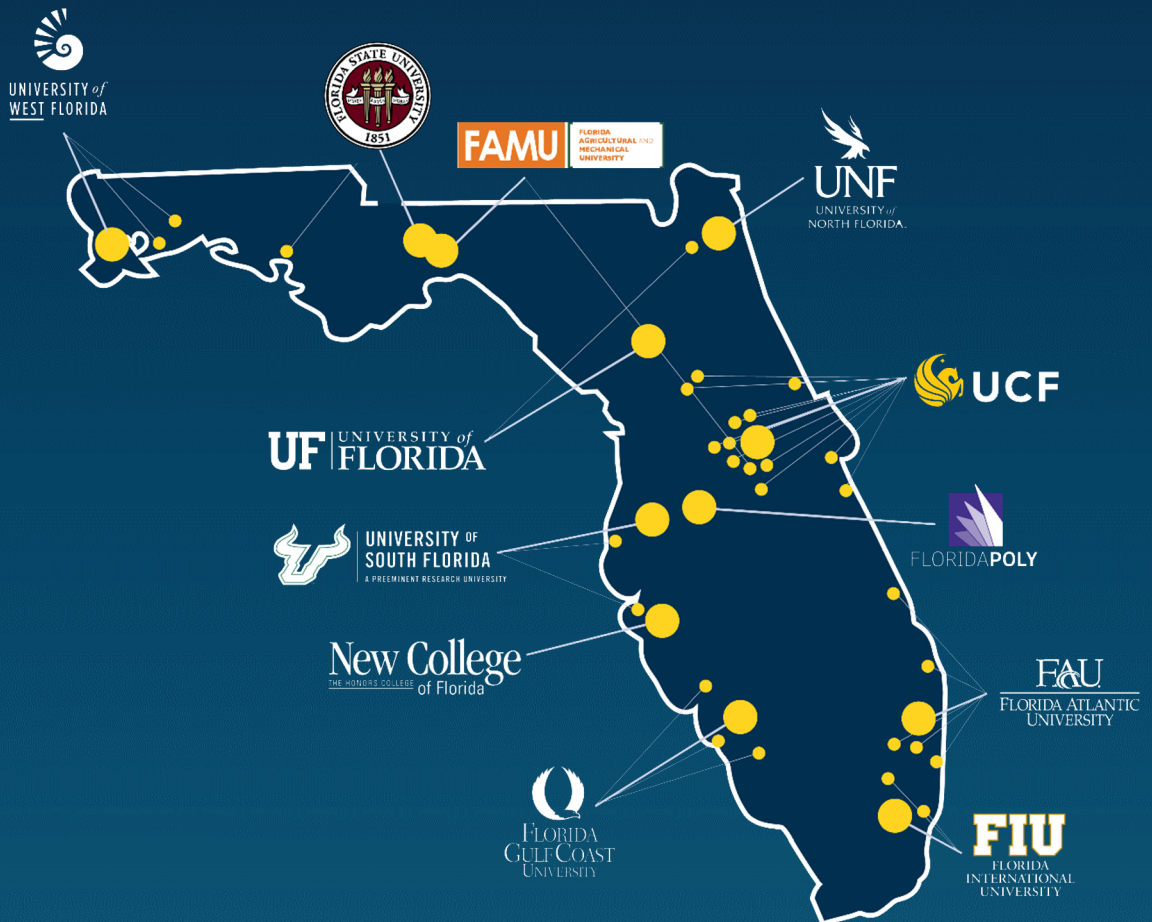 UNIVERSITY of
WEST FLORIDA
FLORIDA STATE UNIVERSITY
1851
FAMU
FLORIDA
AGRICULTURAL AND
MECHANICAL
UNIVERSITY
UNF
UNIVERSITY of
NORTH FLORIDA.
UCF
UF
UNIVERSITY of
FLORIDA
UNIVERSITY OF
SOUTH FLORIDA
A PREEMINENT RESEARCH UNIVERSITY
FLORIDAPOLY
New College
THE HONORS COLLEGE
of Florida
FAU
FLORIDA ATLANTIC
UNIVERSITY
FLORIDA
GULF COAST
UNIVERSITY
FIU
FLORIDA
INTERNATIONAL
UNIVERSITY